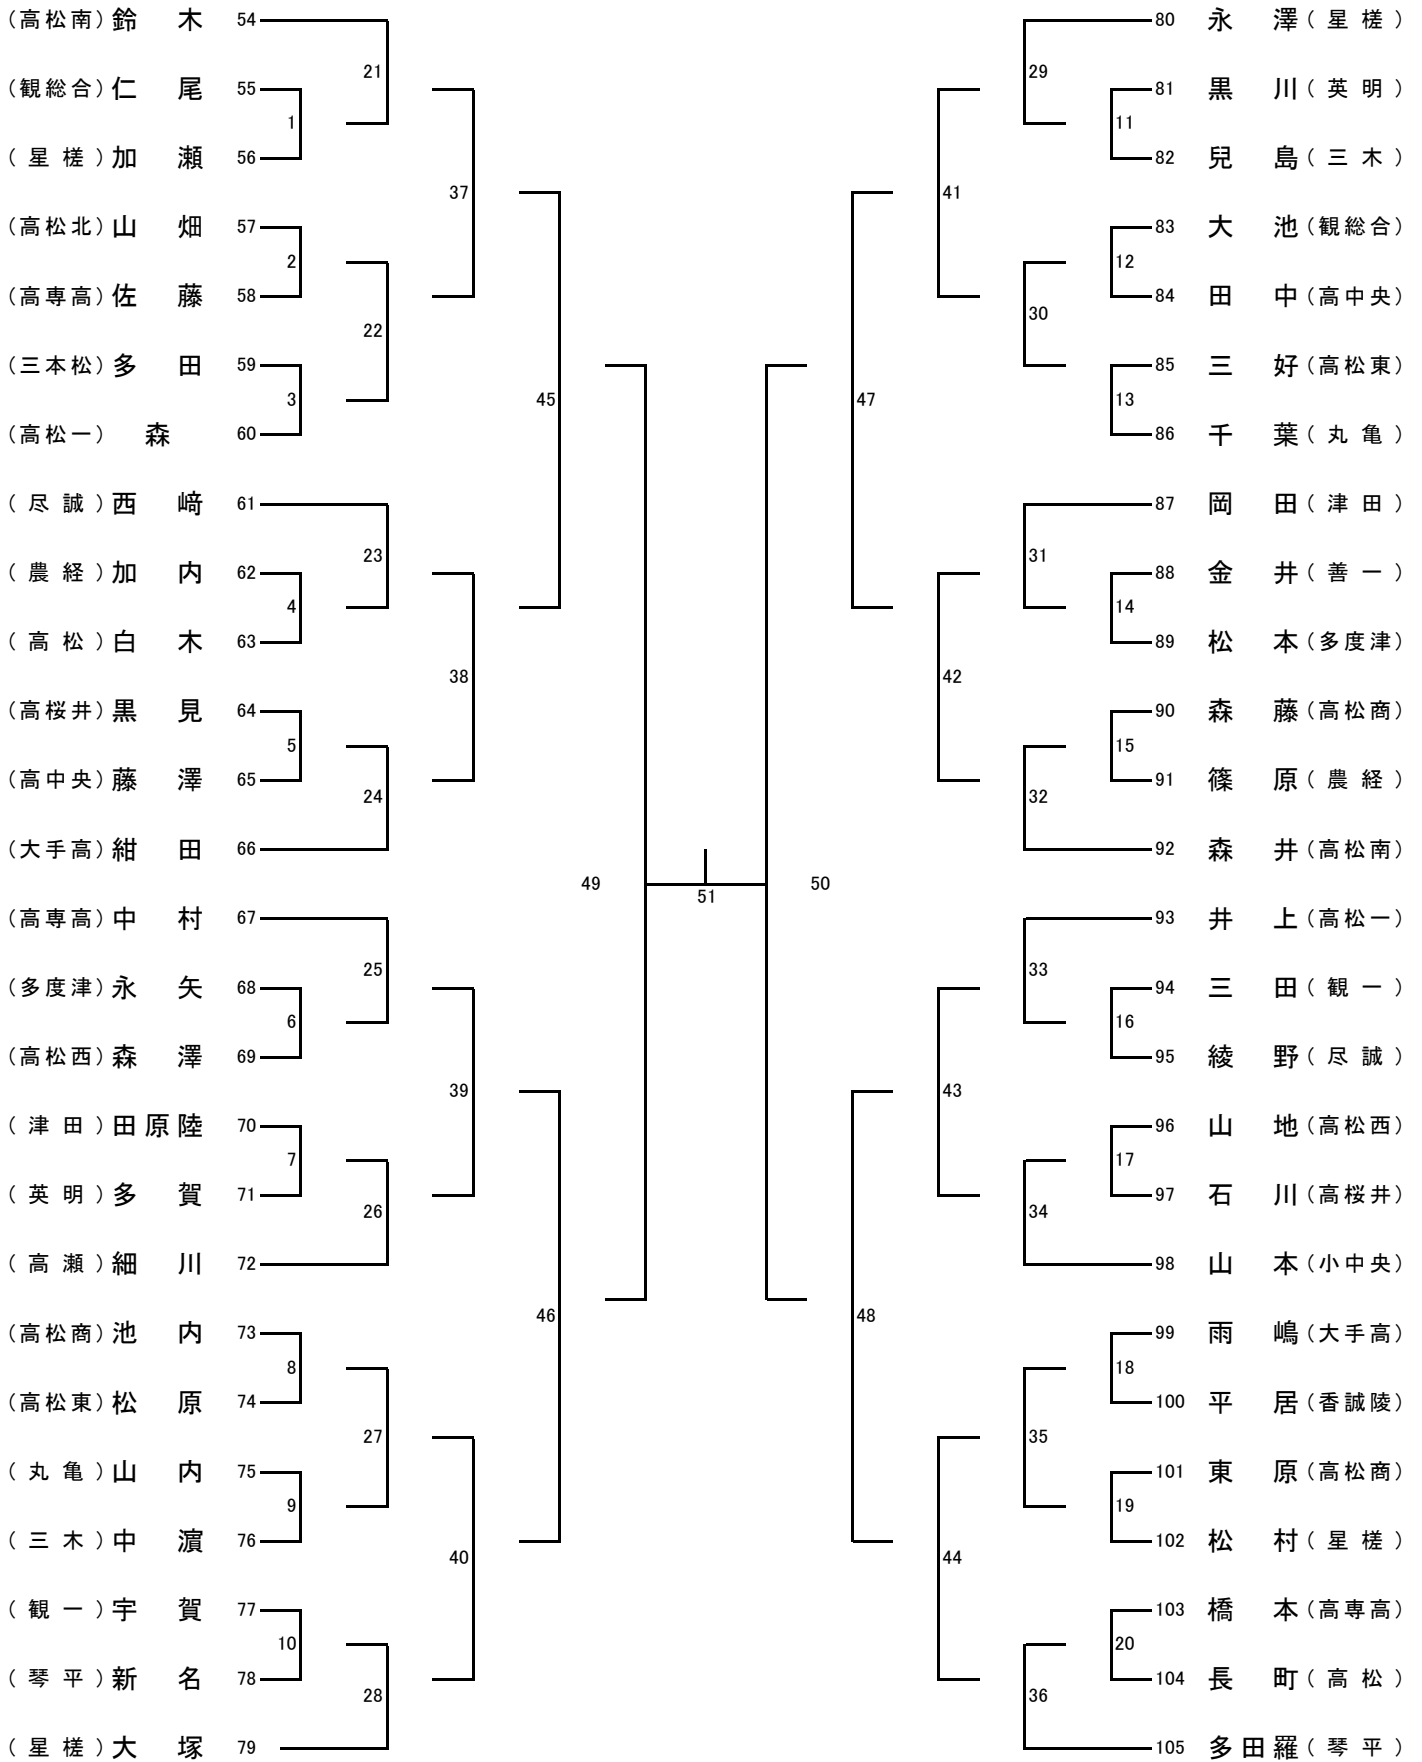 (高松南) 鈴木 54
(観総合) 仁尾 55
(星槎) 加瀬 56
(高松北) 山畑 57
(高専高) 佐藤 58
(三本松) 多田 59
(高松一) 森 60
(尽誠) 西﨑 61
(農経) 加内 62
(高松) 白木 63
(高桜井) 黒見 64
(高中央) 藤澤 65
(大手高) 紺田 66
(高専高) 中村 67
(多度津) 永矢 68
(高松西) 森澤 69
(津田) 田原陸 70
(英明) 多賀 71
(高瀬) 細川 72
(高松商) 池内 73
(高松東) 松原 74
(丸亀) 山内 75
(三木) 中濵 76
(観一) 宇賀 77
(琴平) 新名 78
(星槎) 大塚 79
21
1
2
22
3
23
4
5
24
25
6
7
26
8
27
9
10
28
37
38
39
40
45
46
49
51
50
47
48
41
42
43
44
29
11
12
30
13
31
14
15
32
33
16
17
34
18
35
19
20
36
80 永澤 (星槎)
81 黒川 (英明)
82 兒島 (三木)
83 大池 (観総合)
84 田中 (高中央)
85 三好 (高松東)
86 千葉 (丸亀)
87 岡田 (津田)
88 金井 (善一)
89 松本 (多度津)
90 森藤 (高松商)
91 篠原 (農経)
92 森井 (高松南)
93 井上 (高松一)
94 三田 (観一)
95 綾野 (尽誠)
96 山地 (高松西)
97 石川 (高桜井)
98 山本 (小中央)
99 雨嶋 (大手高)
100 平居 (香誠陵)
101 東原 (高松商)
102 松村 (星槎)
103 橋本 (高専高)
104 長町 (高松)
105 多田羅 (琴平)